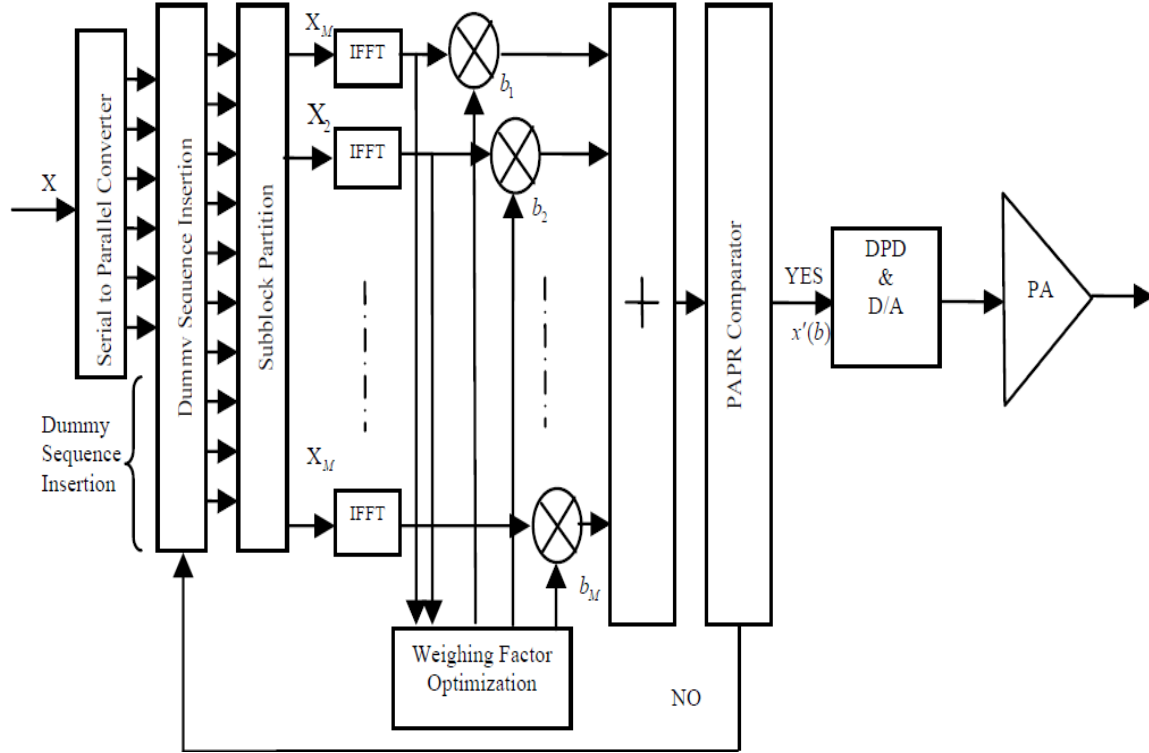 X
Serial to Parallel Converter
Dummy Sequence Insertion
Subblock Partition
X_M
IFFT
b_1
X_2
IFFT
b_2
X_M
IFFT
b_M
Dummy
Sequence
Insertion
Weighing Factor
Optimization
+
PAPR Comparator
YES
x'(b)
NO
DPD
&
D/A
PA